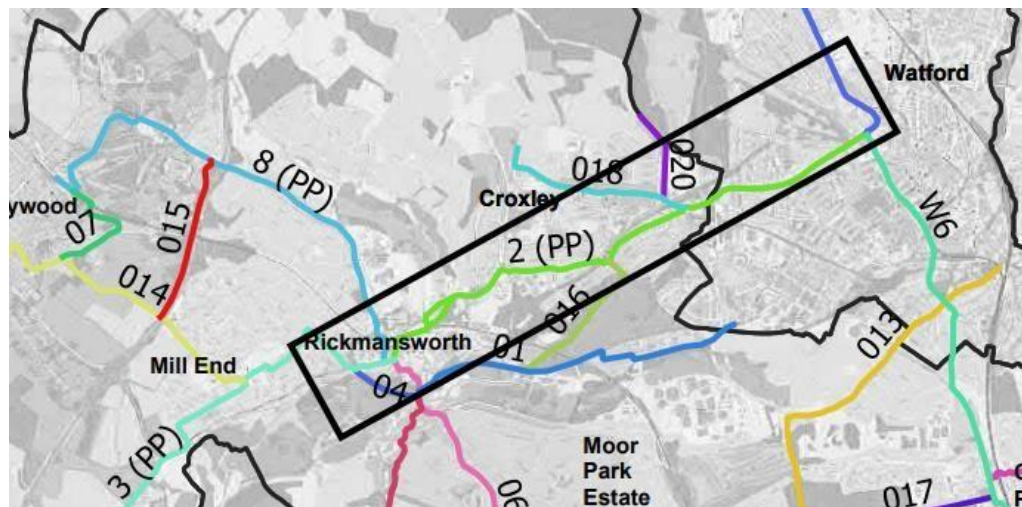 Watford
020
018
8 (PP)
Croxley
ywood
07
015
W6
2 (PP)
014
016
013
Rickmansworth
01
Mill End
04
3 (PP)
Moor
Park
Estate
06
017